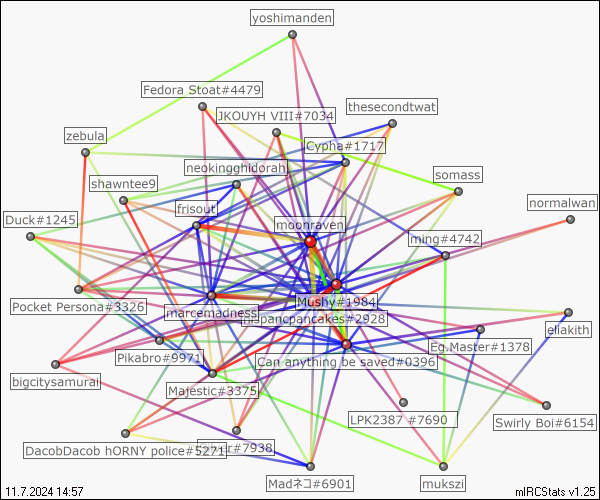 yoshimanden
Fedora Stoat#4479
thesecondtwat
JKOUYH VIII#7034
zebula
Cypha#1717
neokingghidorah
somass
shawntee9
normalwan
frisout
Duck#1245
moonraven
ming#4742
Mushy#1984
Pocket Persona#3326
marcemadness
hispancpancakes#2928
eliakith
Eg.Master#1378
Pikabro#9971
Can anything be saved#0396
bigcitysamurai
Majestic#3375
LPK2387 #7690
Swirly Boi#6154
DacobDacob hORNY police#5271
#7938
Madネコ#6901
mukszi
11.7.2024 14:57
mIRCStats v1.25